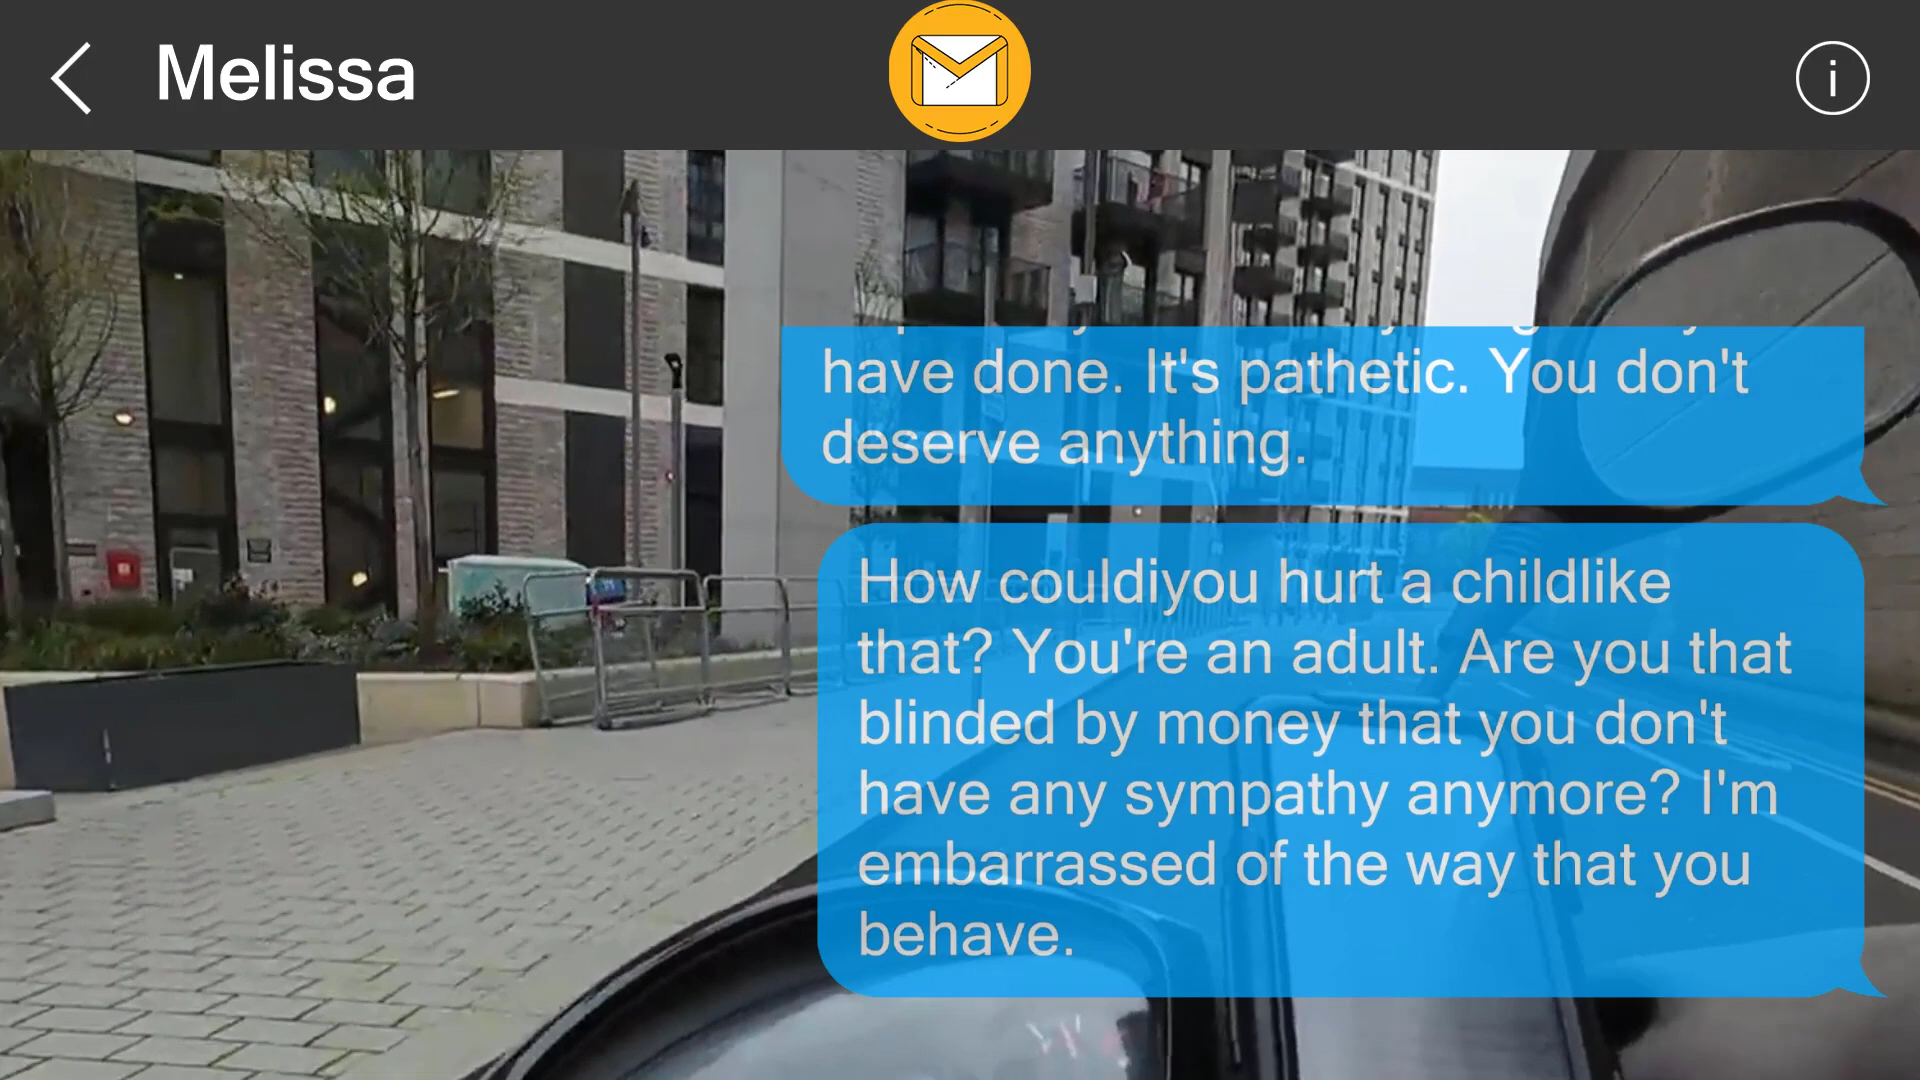 Melissa
have done. It's pathetic. You don't
deserve anything.
How couldiyou hurt a childlike
that? You're an adult. Are you that
blinded by money that you don't
have any sympathy anymore? I'm
embarrassed of the way that you
behave.